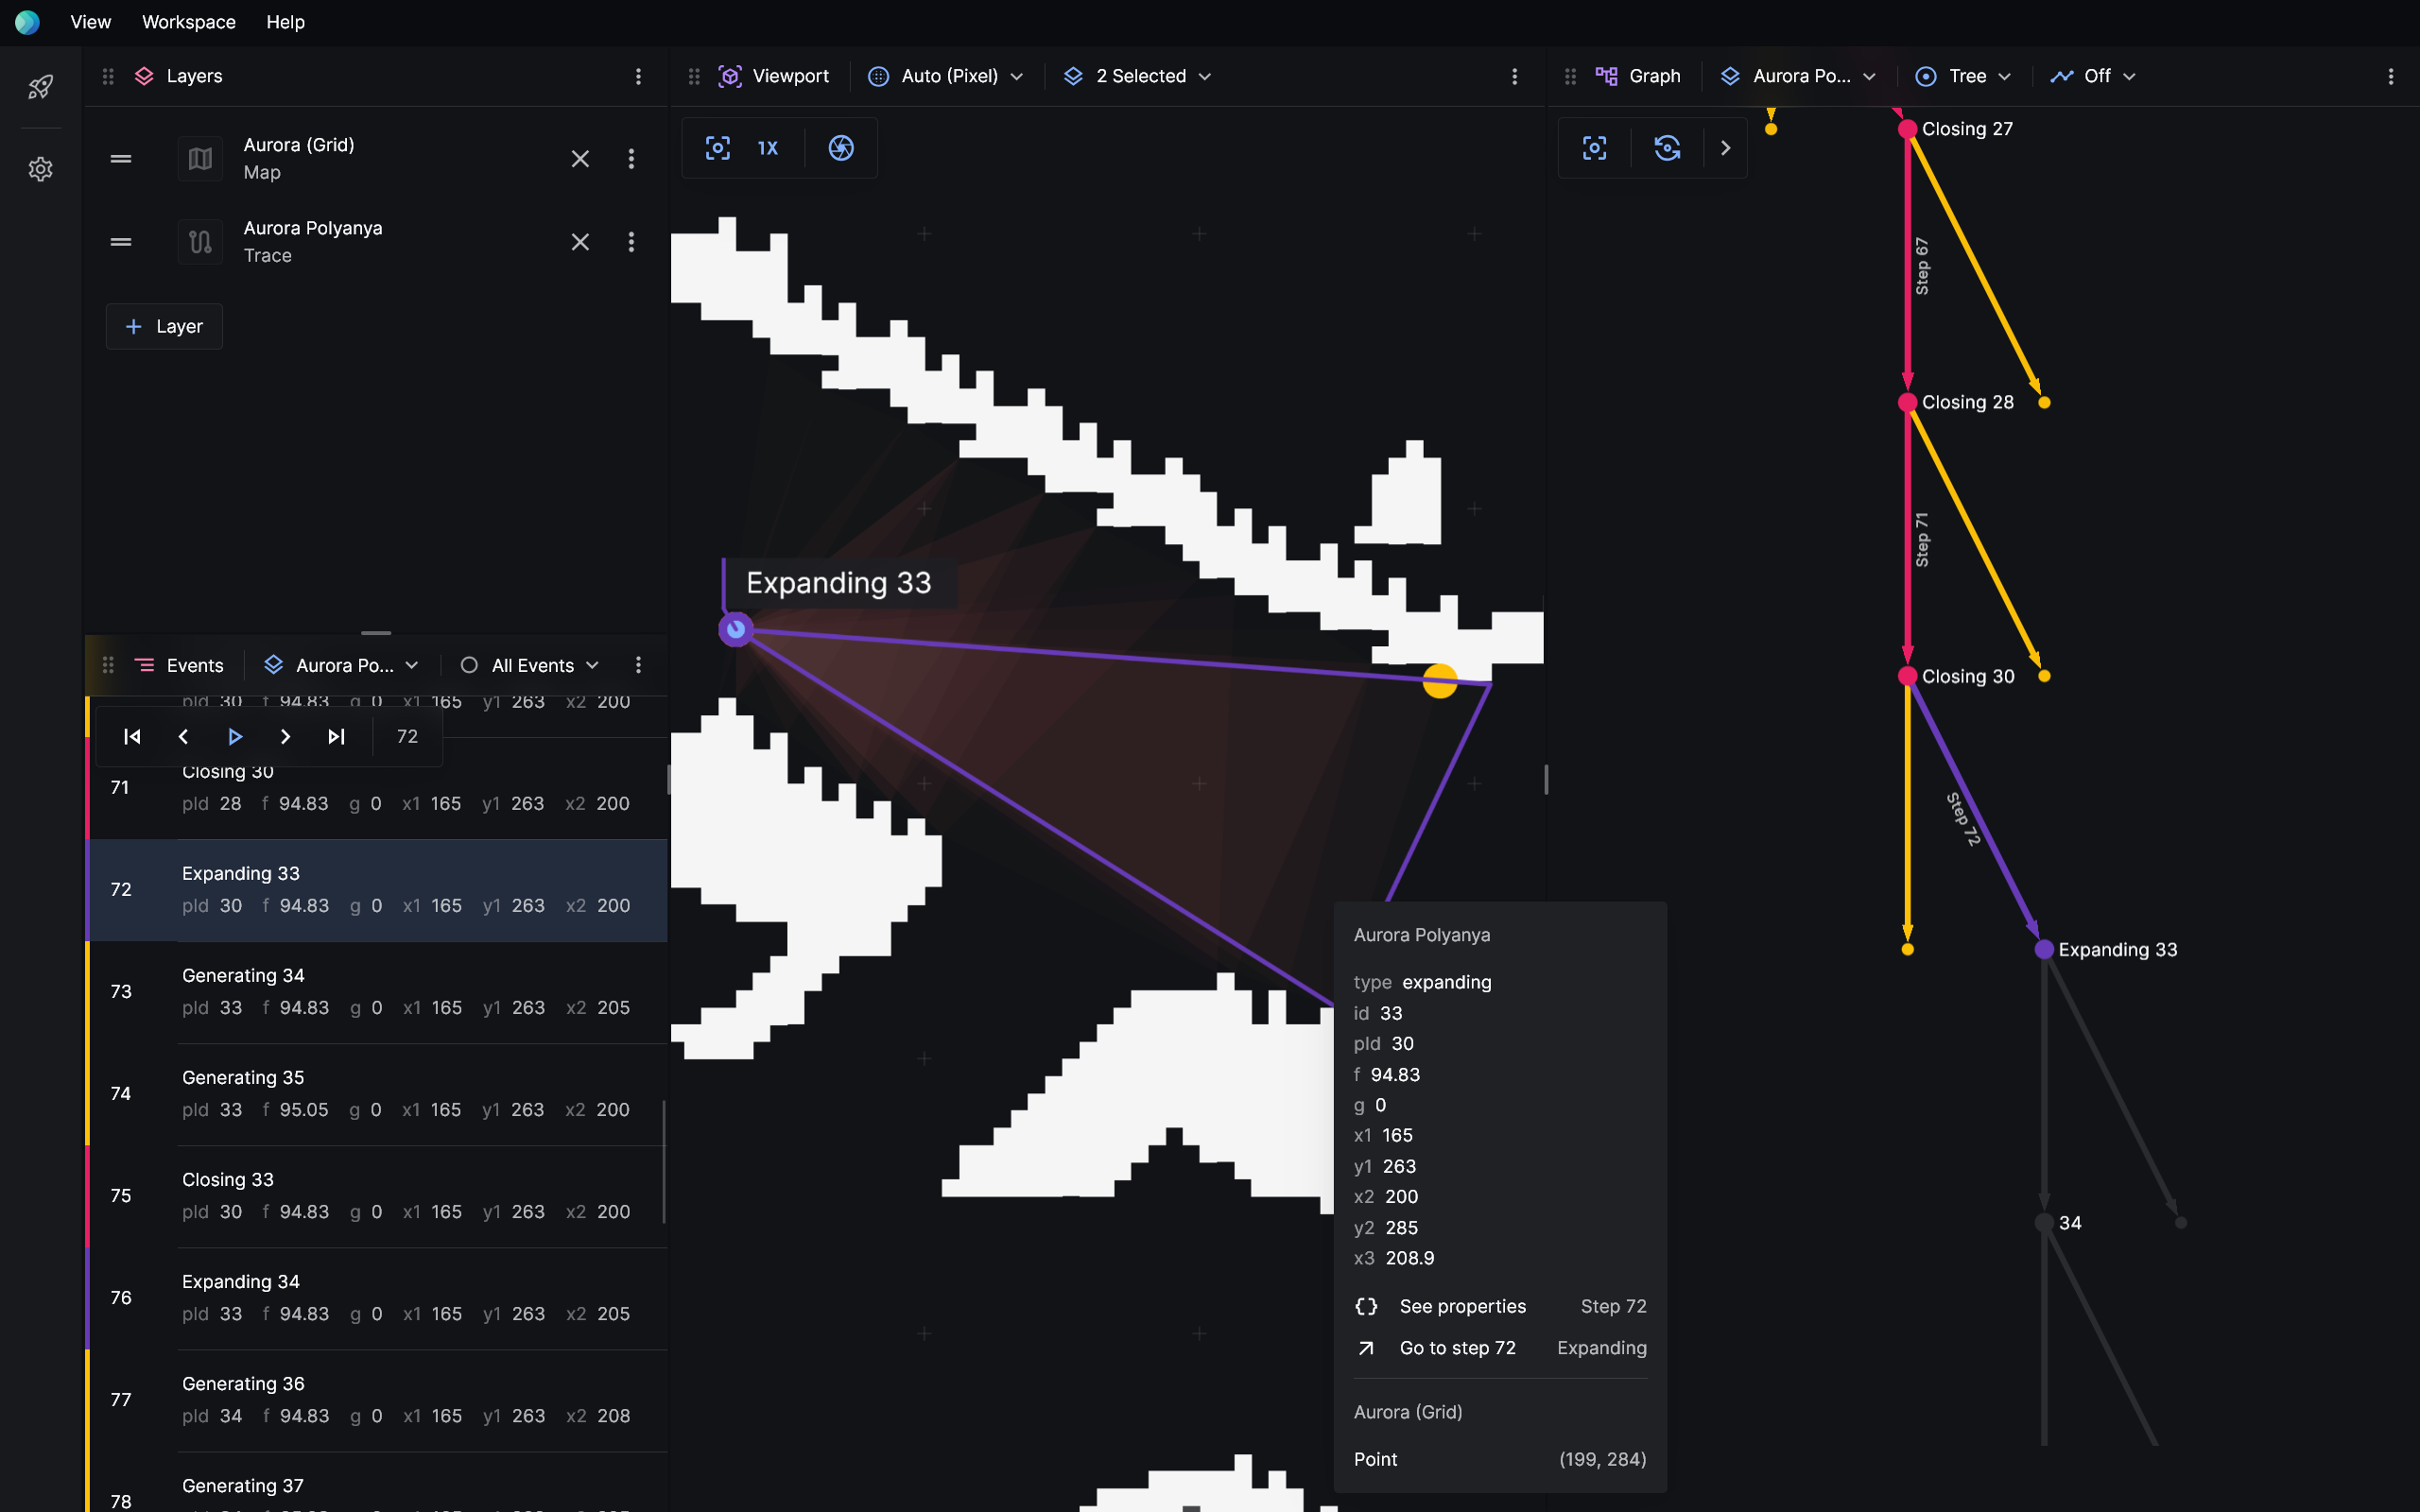 View Workspace Help
Layers
Aurora (Grid)
Map
Aurora Polyanya
Trace
Layer
Events Aurora Po... All Events
pId 30 f 94.83 g 0 x1 165 y1 263 x2 200
72
71
Closing 30
pId 28 f 94.83 g 0 x1 165 y1 263 x2 200
72
Expanding 33
pId 30 f 94.83 g 0 x1 165 y1 263 x2 200
73
Generating 34
pId 33 f 94.83 g 0 x1 165 y1 263 x2 205
74
Generating 35
pId 33 f 95.05 g 0 x1 165 y1 263 x2 200
75
Closing 33
pId 30 f 94.83 g 0 x1 165 y1 263 x2 200
76
Expanding 34
pId 33 f 94.83 g 0 x1 165 y1 263 x2 205
77
Generating 36
pId 34 f 94.83 g 0 x1 165 y1 263 x2 208
78
Generating 37
Viewport Auto (Pixel) 2 Selected
1X
Expanding 33
Aurora Polyanya
type expanding
id 33
pId 30
f 94.83
g 0
x1 165
y1 263
x2 200
y2 285
x3 208.9
See properties Step 72
Go to step 72 Expanding
Aurora (Grid)
Point (199, 284)
Graph Aurora Po... Tree Off
Closing 27
Step 67
Closing 28
Step 71
Closing 30
Step 72
Expanding 33
34